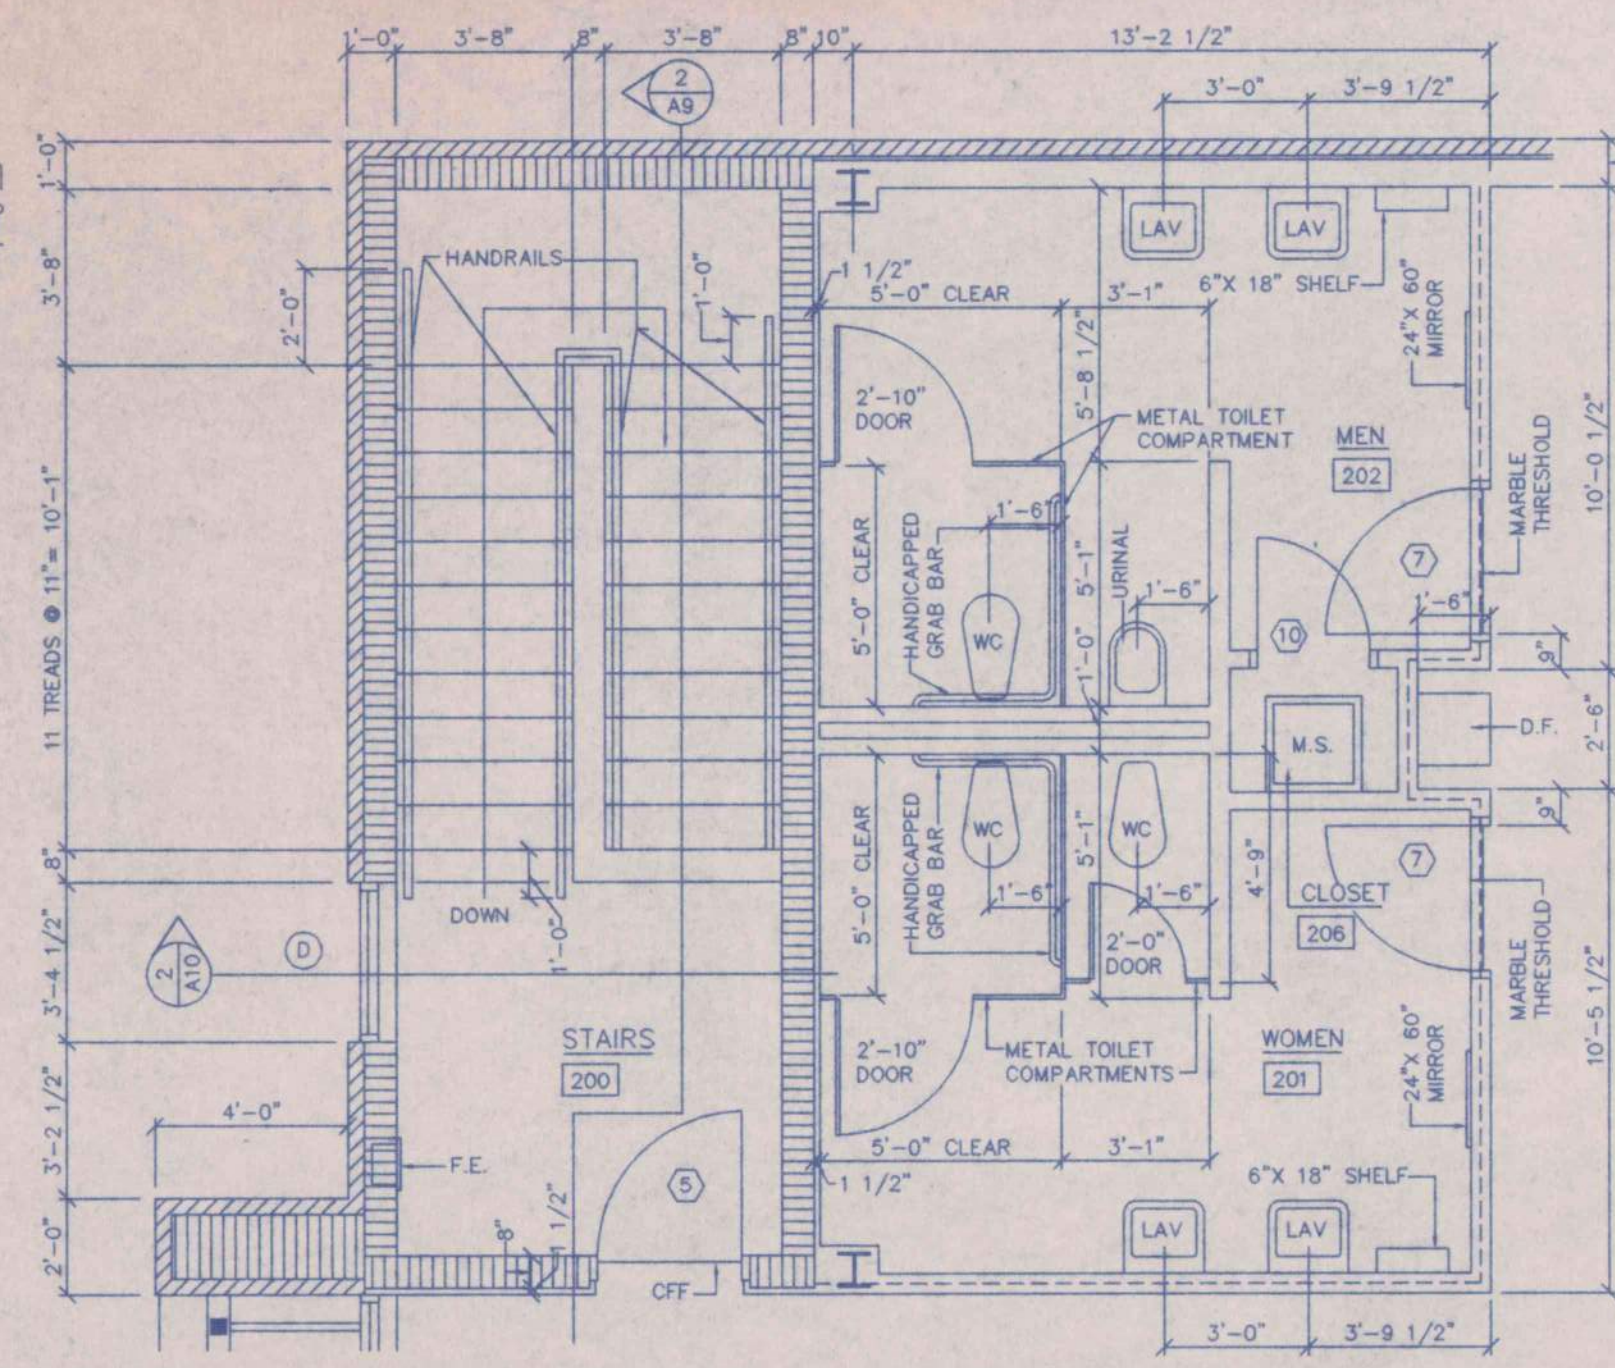 1'-0" 3'-8" 8" 3'-8" 8" 10" 13'-2 1/2"
2
A9
3'-0" 3'-9 1/2"
1'-0"
3'-8"
11 TREADS @ 11"= 10'-1"
8"
3'-4 1/2"
3'-2 1/2"
2'-0"
2'-0"
HANDRAILS
1'-0"
DOWN
1'-0"
2
A10
D
STAIRS
200
4'-0"
F.E.
8"
1 1/2"
5
CFF
LAV
LAV
1 1/2"
5'-0" CLEAR
3'-1"
6"X 18" SHELF
24"X 60"
MIRROR
5'-8 1/2"
2'-10"
DOOR
METAL TOILET
COMPARTMENT
MEN
202
MARBLE
THRESHOLD
10'-0 1/2"
5'-0" CLEAR
HANDICAPPED
GRAB BAR
1'-6"
WC
5'-1"
1'-0"
URINAL
1'-6"
10
7
1'-6"
9"
M.S.
D.F.
2'-6"
9"
5'-0" CLEAR
HANDICAPPED
GRAB BAR
WC
1'-6"
5'-1"
WC
1'-6"
2'-0"
DOOR
4'-9"
CLOSET
206
7
MARBLE
THRESHOLD
10'-5 1/2"
2'-10"
DOOR
METAL TOILET
COMPARTMENTS
WOMEN
201
24"X 60"
MIRROR
5'-0" CLEAR
3'-1"
1 1/2"
6"X 18" SHELF
LAV
LAV
3'-0" 3'-9 1/2"